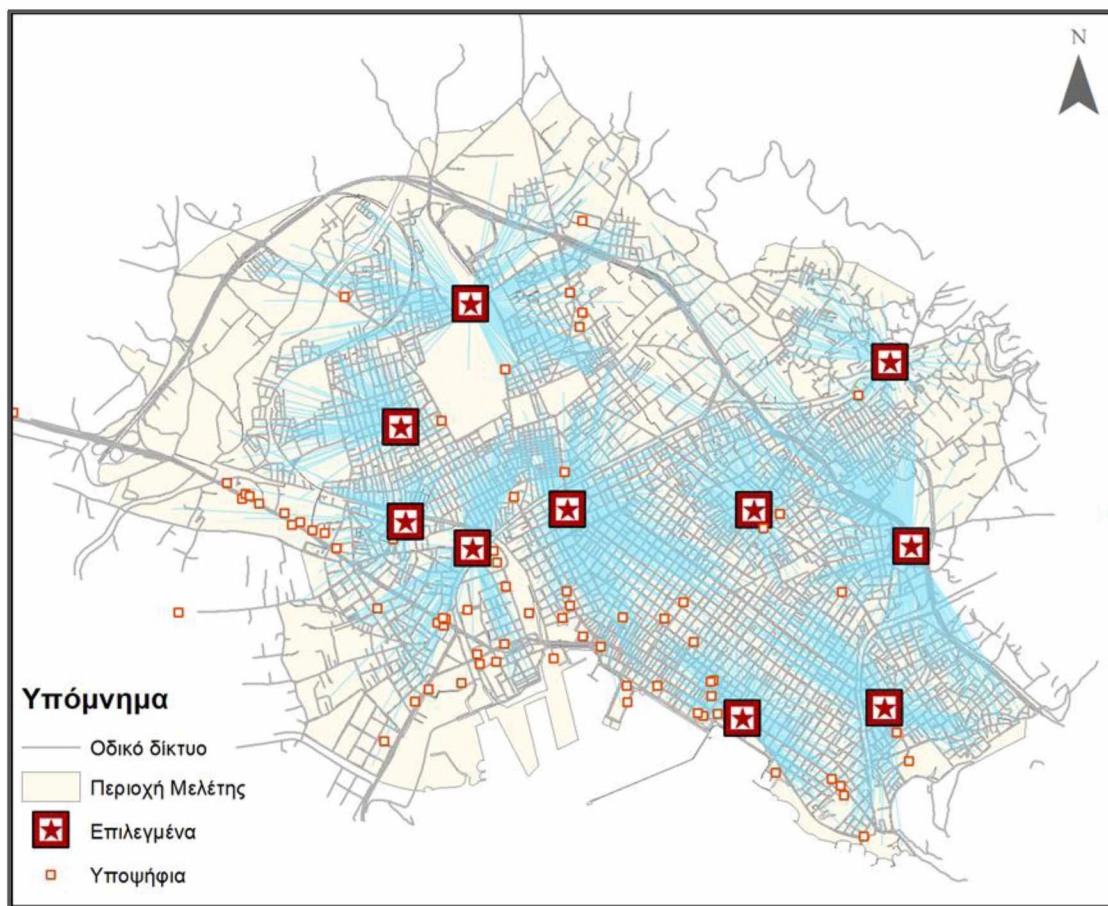 N
Υπόμνημα
Οδικό δίκτυο
Περιοχή Μελέτης
Επιλεγμένα
Υποψήφια